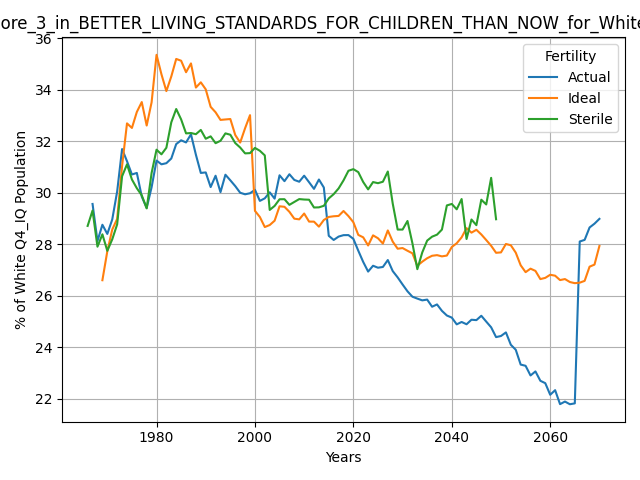 ore_3_in_BETTER_LIVING_STANDARDS_FOR_CHILDREN_THAN_NOW_for_White
Fertility
Actual
Ideal
Sterile
% of White Q4_IQ Population
36
34
32
30
28
26
24
22
1980
2000
2020
2040
2060
Years